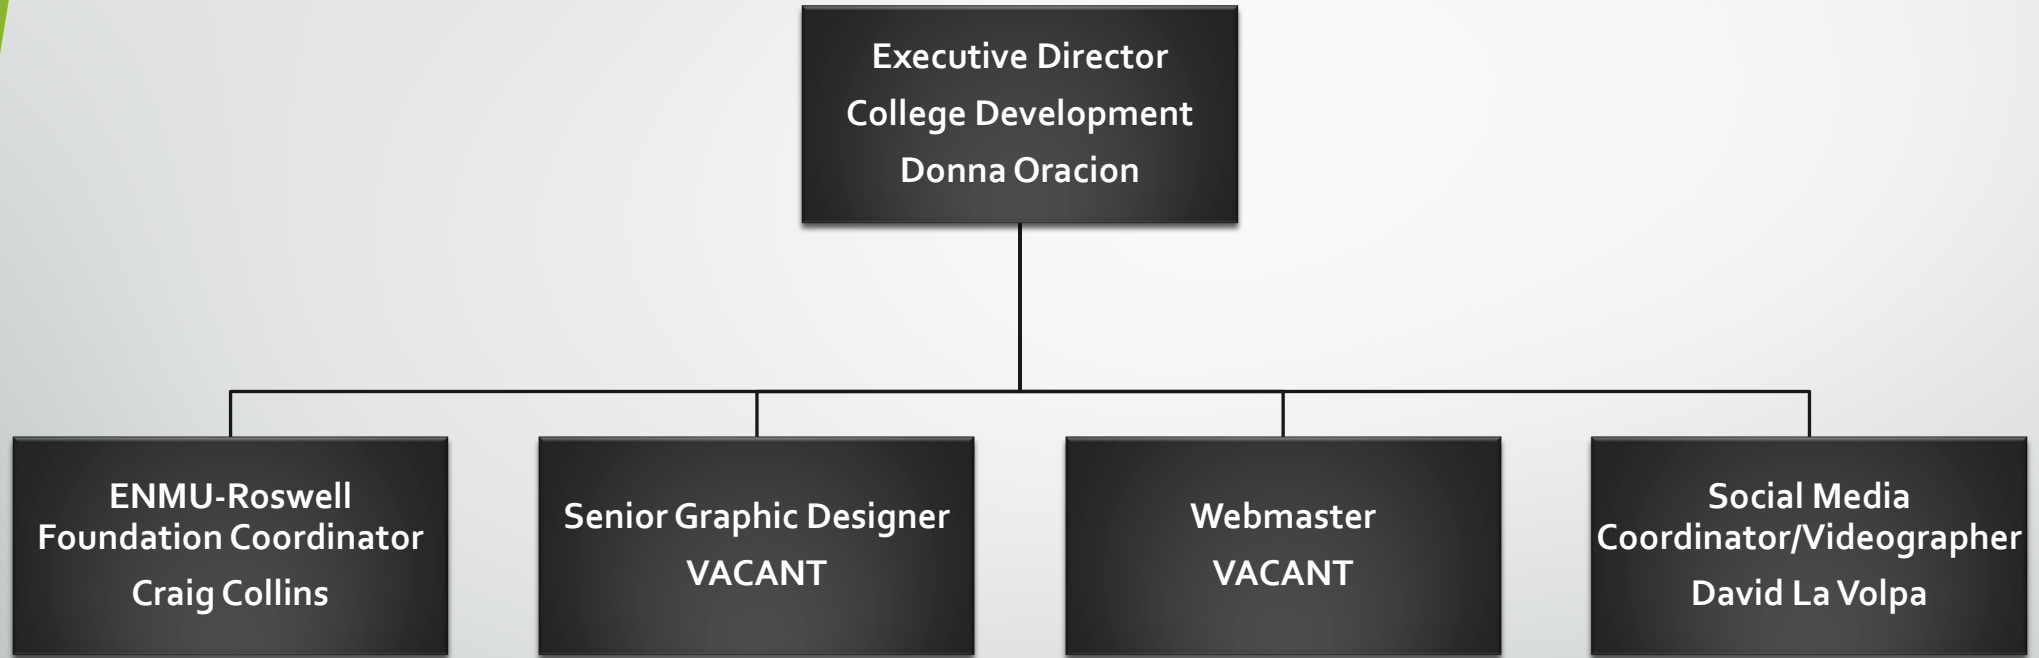 Executive Director
College Development
Donna Oracion
ENMU-Roswell
Foundation Coordinator
Craig Collins
Senior Graphic Designer
VACANT
Webmaster
VACANT
Social Media
Coordinator/Videographer
David La Volpa